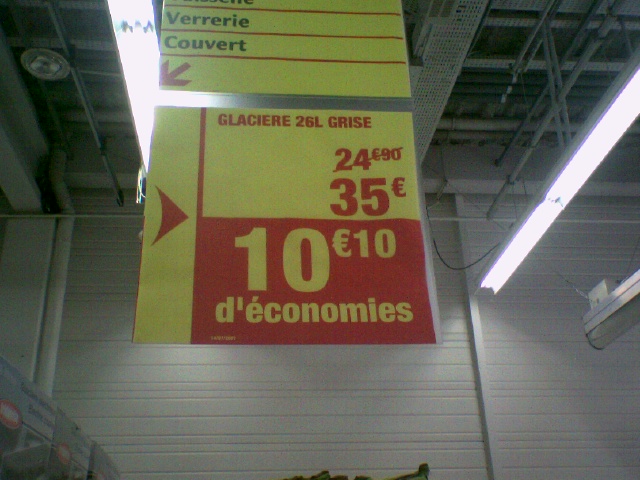 Verrerie
Couvert
GLACIERE 26L GRISE
24€90
35€
10€10
d'économies